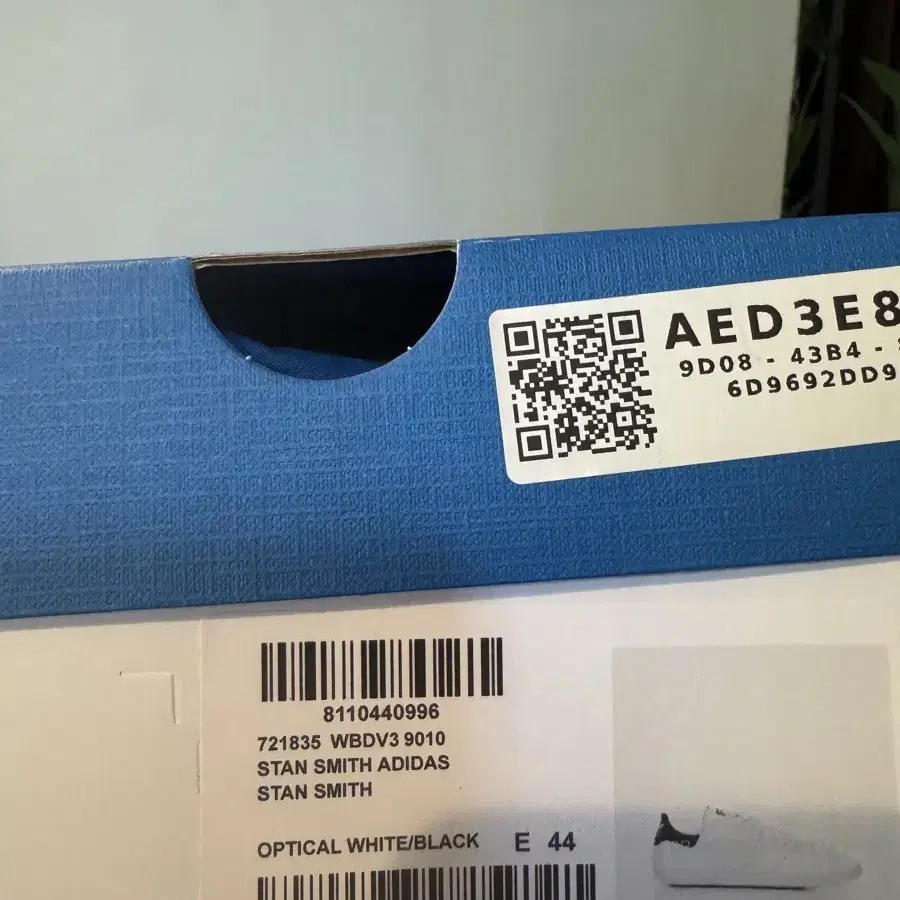 AED3E8
9D08 - 43B4 -
6D9692DD9
8110440996
721835 WBDV3 9010
STAN SMITH ADIDAS
STAN SMITH
OPTICAL WHITE/BLACK E 44